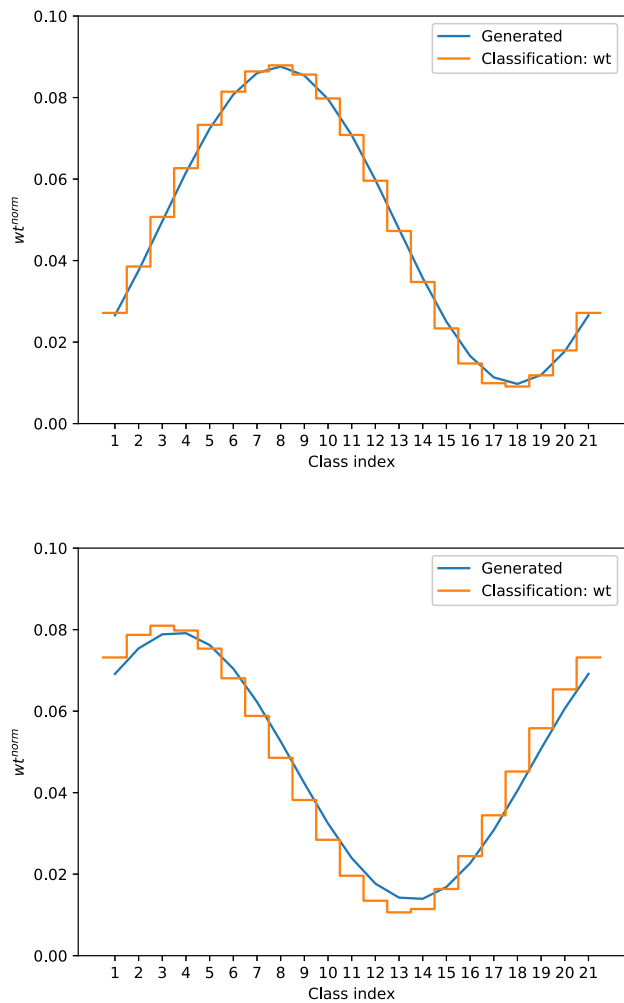 0.10
0.08
0.06
0.04
0.02
0.00
wt^norm
Generated
Classification: wt
1 2 3 4 5 6 7 8 9 10 11 12 13 14 15 16 17 18 19 20 21
Class index
0.10
0.08
0.06
0.04
0.02
0.00
wt^norm
Generated
Classification: wt
1 2 3 4 5 6 7 8 9 10 11 12 13 14 15 16 17 18 19 20 21
Class index